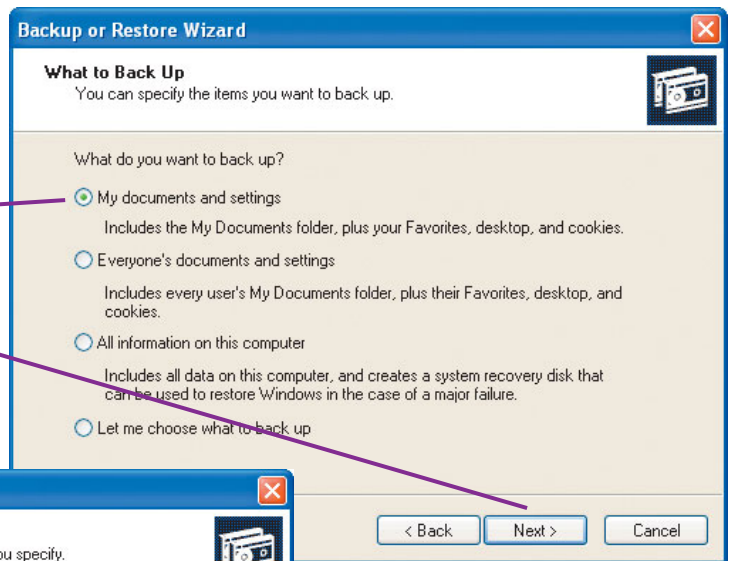 Backup or Restore Wizard
What to Back Up
You can specify the items you want to back up.
What do you want to back up?
My documents and settings
Includes the My Documents folder, plus your Favorites, desktop, and cookies.
Everyone's documents and settings
Includes every user's My Documents folder, plus their Favorites, desktop, and
cookies.
All information on this computer
Includes all data on this computer, and creates a system recovery disk that
can be used to restore Windows in the case of a major failure.
Let me choose what to back up
< Back
Next >
Cancel
specify.